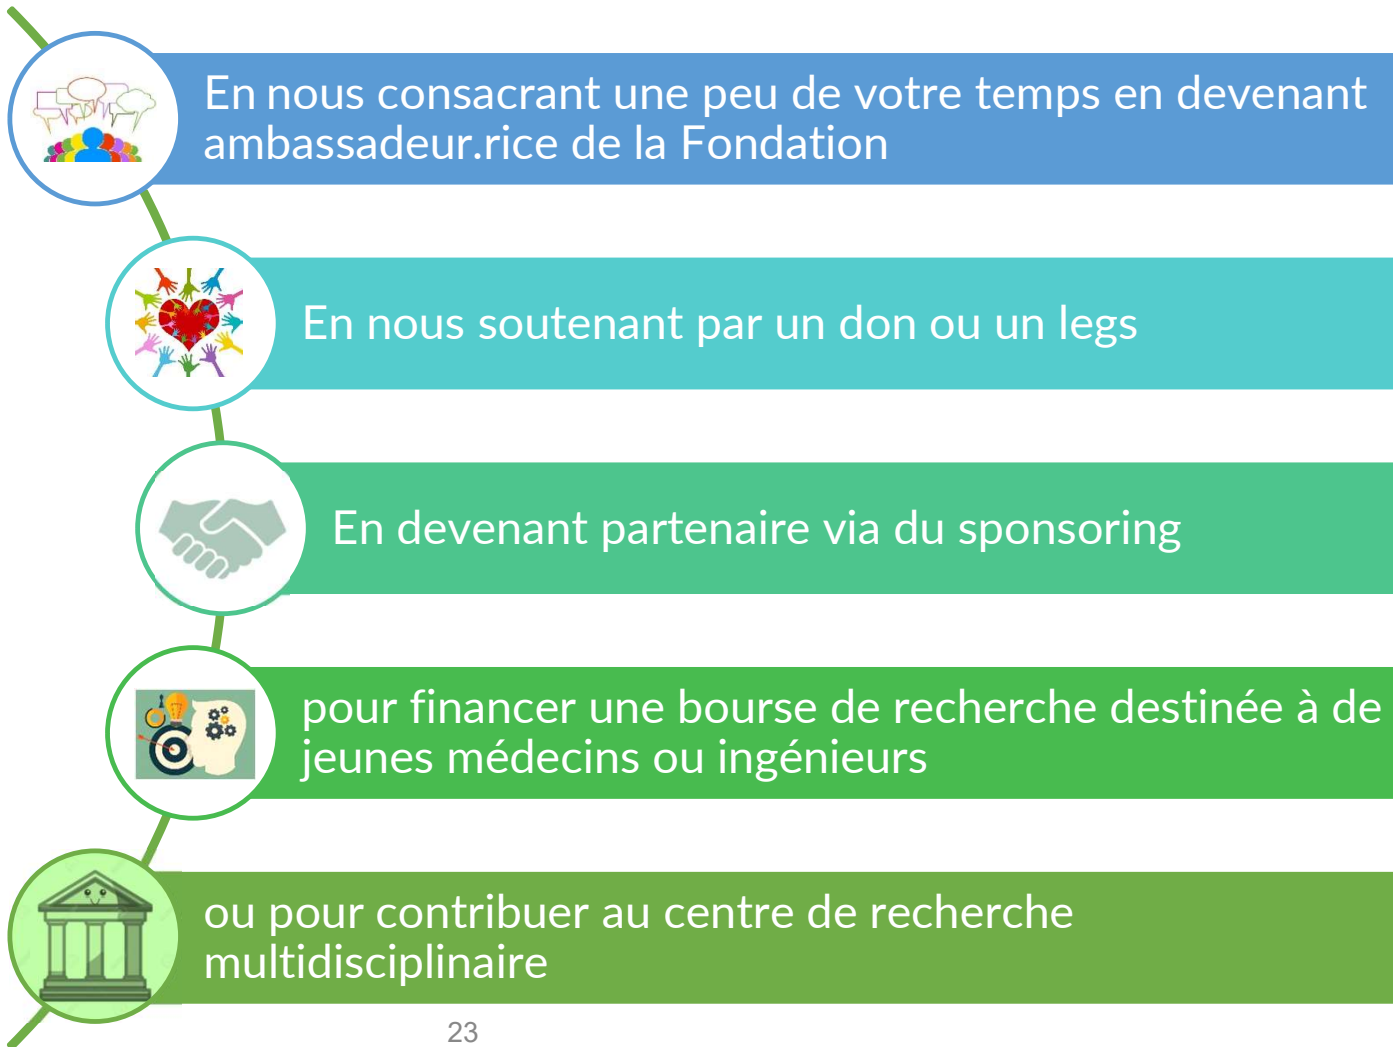 En nous consacrant une peu de votre temps en devenant
ambassadeur.rice de la Fondation
En nous soutenant par un don ou un legs
En devenant partenaire via du sponsoring
pour financer une bourse de recherche destinée à de
jeunes médecins ou ingénieurs
ou pour contribuer au centre de recherche
multidisciplinaire
23